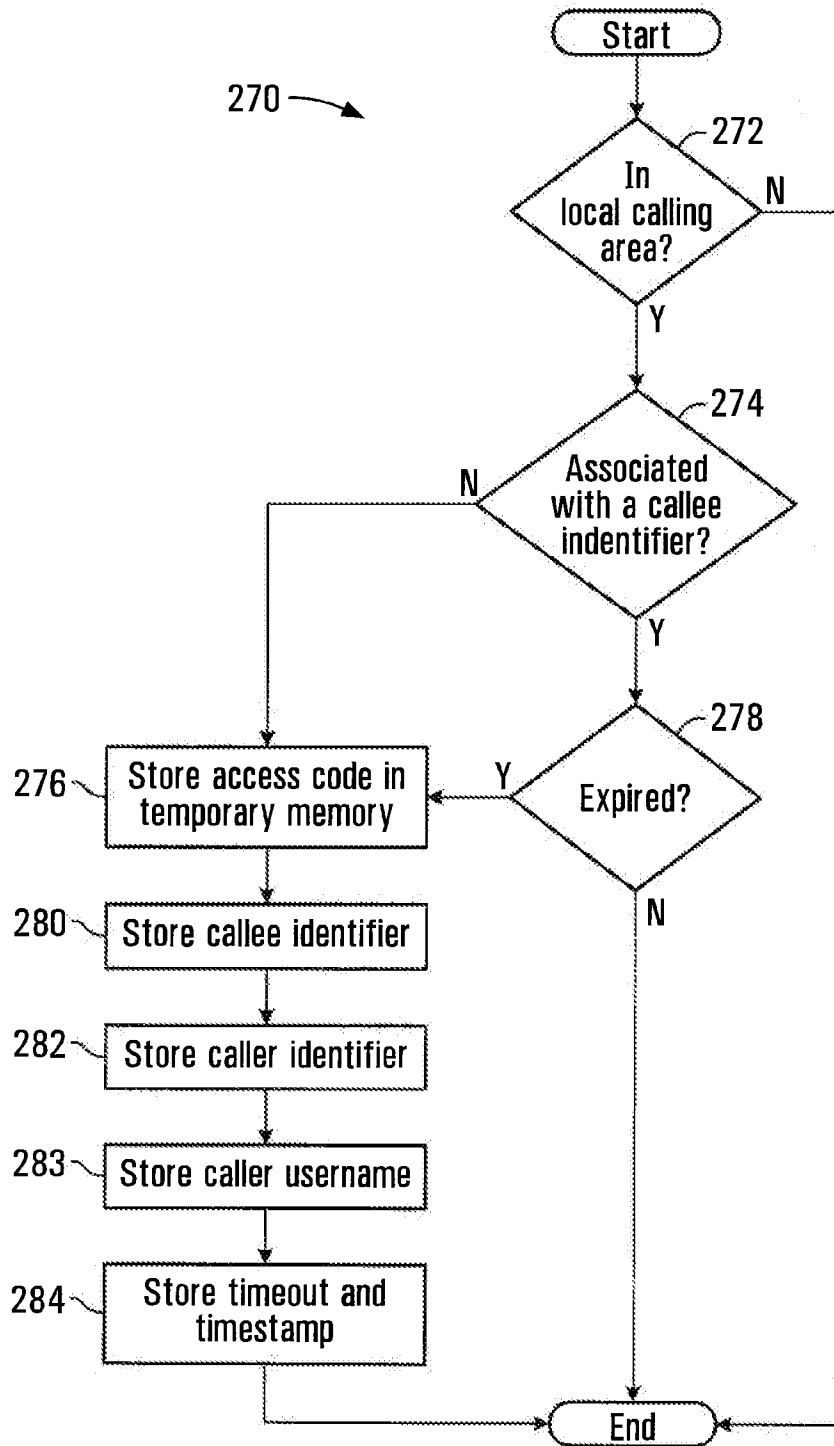 Start
270
272
In
local calling
area?
N
Y
274
Associated
with a callee
indentifier?
N
Y
278
Expired?
Y
N
276
Store access code in
temporary memory
280
Store callee identifier
282
Store caller identifier
283
Store caller username
284
Store timeout and
timestamp
End